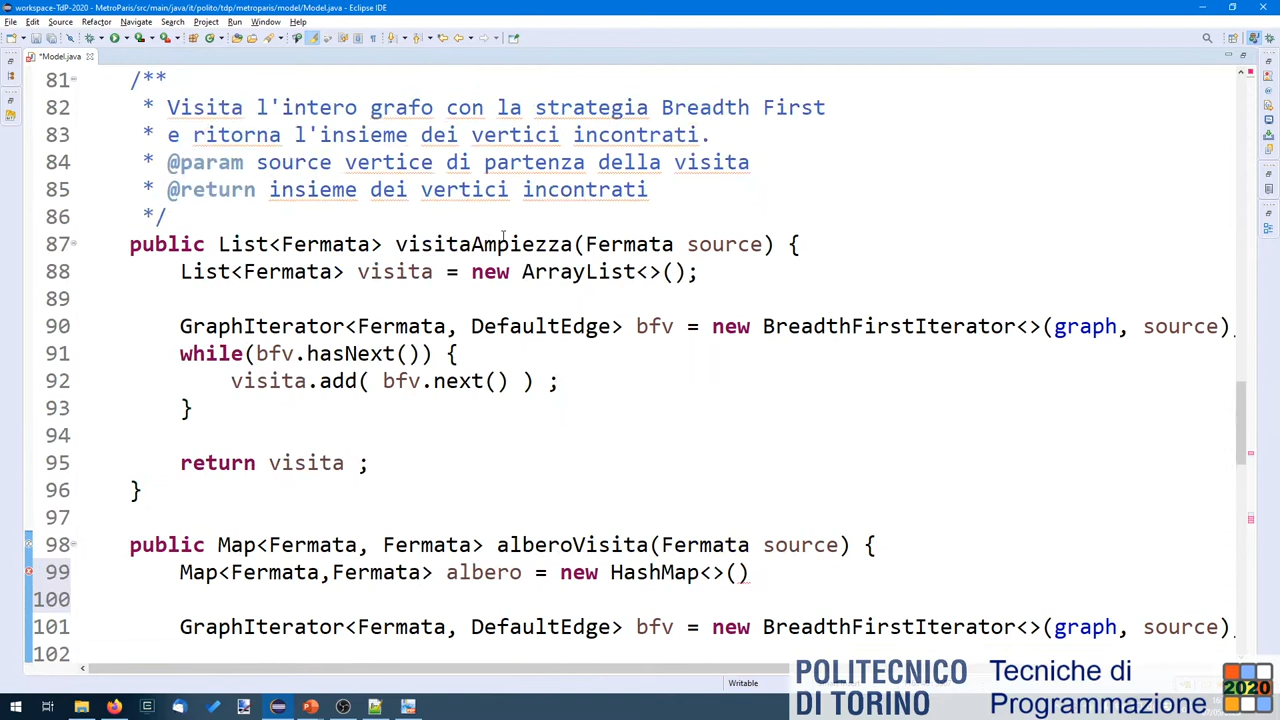 workspace-TdP-2020 - MetroParis/src/main/java/it/polito/tdp/metroparis/model/Model.java - Eclipse IDE
File Edit Source Refactor Navigate Search Project Run Window Help
*Model.java
81 /**
82 * Visita l'intero grafo con la strategia Breadth First
83 * e ritorna l'insieme dei vertici incontrati.
84 * @param source vertice di partenza della visita
85 * @return insieme dei vertici incontrati
86 */
87 public List<Fermata> visitaAmpiezza(Fermata source) {
88 List<Fermata> visita = new ArrayList<>();
89
90 GraphIterator<Fermata, DefaultEdge> bfv = new BreadthFirstIterator<>(graph, source)
91 while(bfv.hasNext()) {
92 visita.add( bfv.next() ) ;
93 }
94
95 return visita ;
96 }
97
98 public Map<Fermata, Fermata> alberoVisita(Fermata source) {
99 Map<Fermata,Fermata> albero = new HashMap<>()
100
101 GraphIterator<Fermata, DefaultEdge> bfv = new BreadthFirstIterator<>(graph, source)
102
Writable
POLITECNICO
DI TORINO
Tecniche di
Programmazione
2020